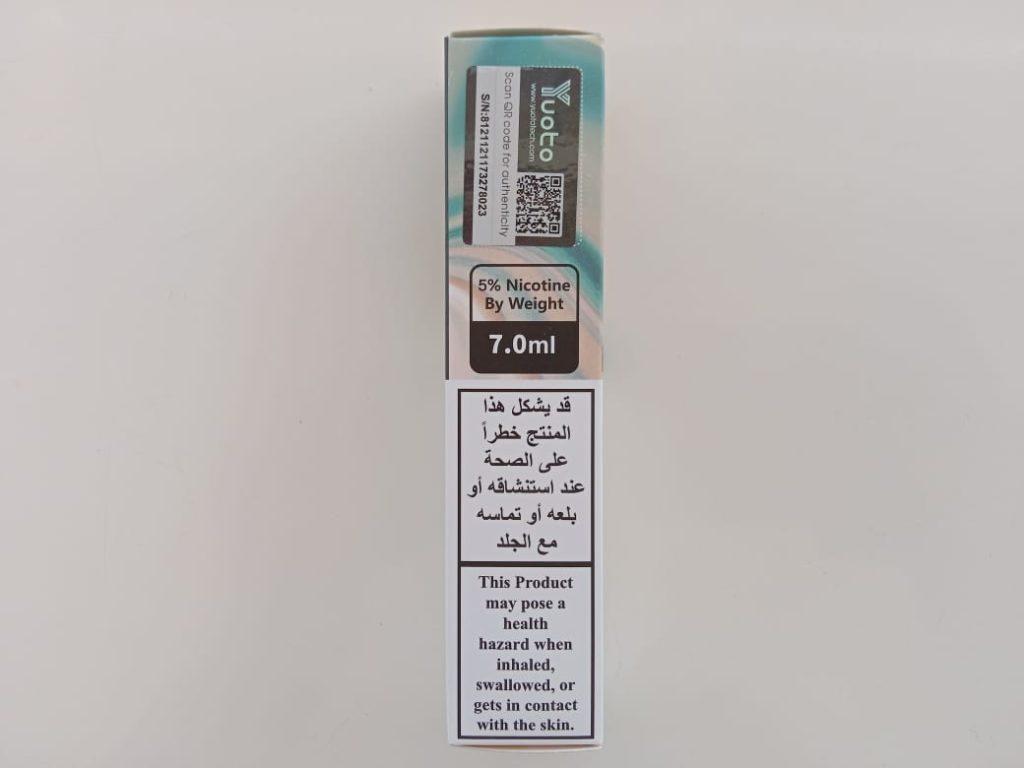 Yuoto
www.yuototech.com
Scan QR code for authenticity
S/N:8121121173278023
5% Nicotine
By Weight
7.0ml
قد يشكل هذا
المنتج خطراً
على الصحة
عند استنشاقه أو
بلعه أو تماسه
مع الجلد
This Product
may pose a
health
hazard when
inhaled,
swallowed, or
gets in contact
with the skin.